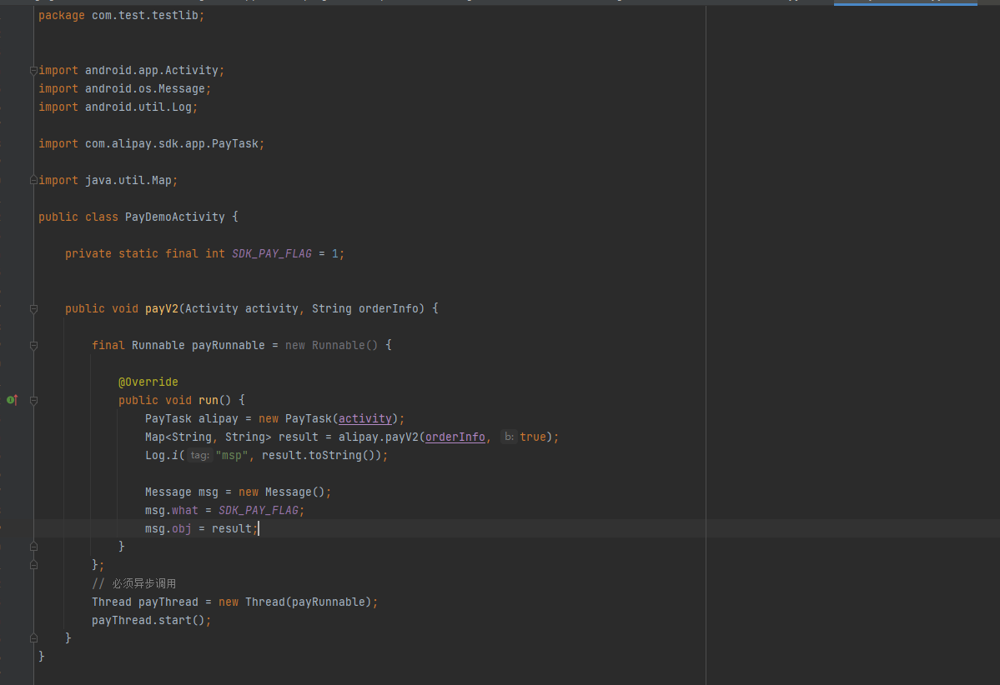 package com.test.testlib;
import android.app.Activity;
import android.os.Message;
import android.util.Log;
import com.alipay.sdk.app.PayTask;
import java.util.Map;
public class PayDemoActivity {
private static final int SDK_PAY_FLAG = 1;
public void payV2(Activity activity, String orderInfo) {
final Runnable payRunnable = new Runnable() {
@Override
public void run() {
PayTask alipay = new PayTask(activity);
Map<String, String> result = alipay.payV2(orderInfo, b: true);
Log.i( tag: "msp", result.toString());
Message msg = new Message();
msg.what = SDK_PAY_FLAG;
msg.obj = result;
}
};
// 必须异步调用
Thread payThread = new Thread(payRunnable);
payThread.start();
}
}